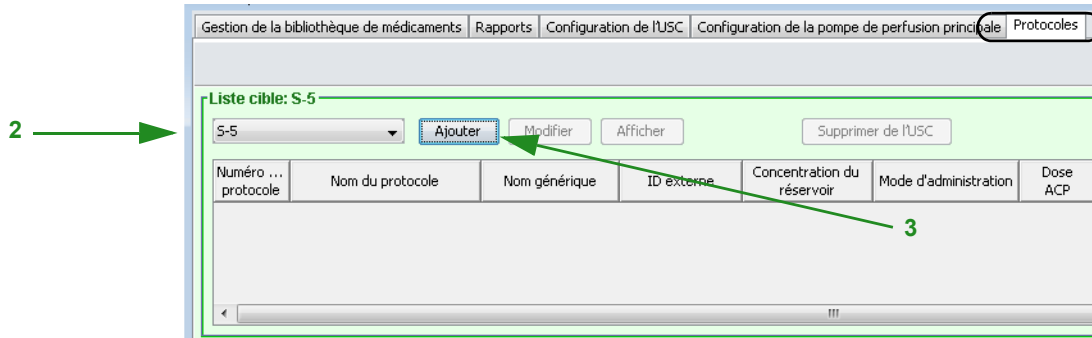 Gestion de la bibliothèque de médicaments Rapports Configuration de l'USC Configuration de la pompe de perfusion principale Protocoles
Liste cible: S-5
2
S-5 Ajouter Modifier Afficher Supprimer de l'USC
Numéro ... protocole Nom du protocole Nom générique ID externe Concentration du réservoir Mode d'administration Dose ACP
3